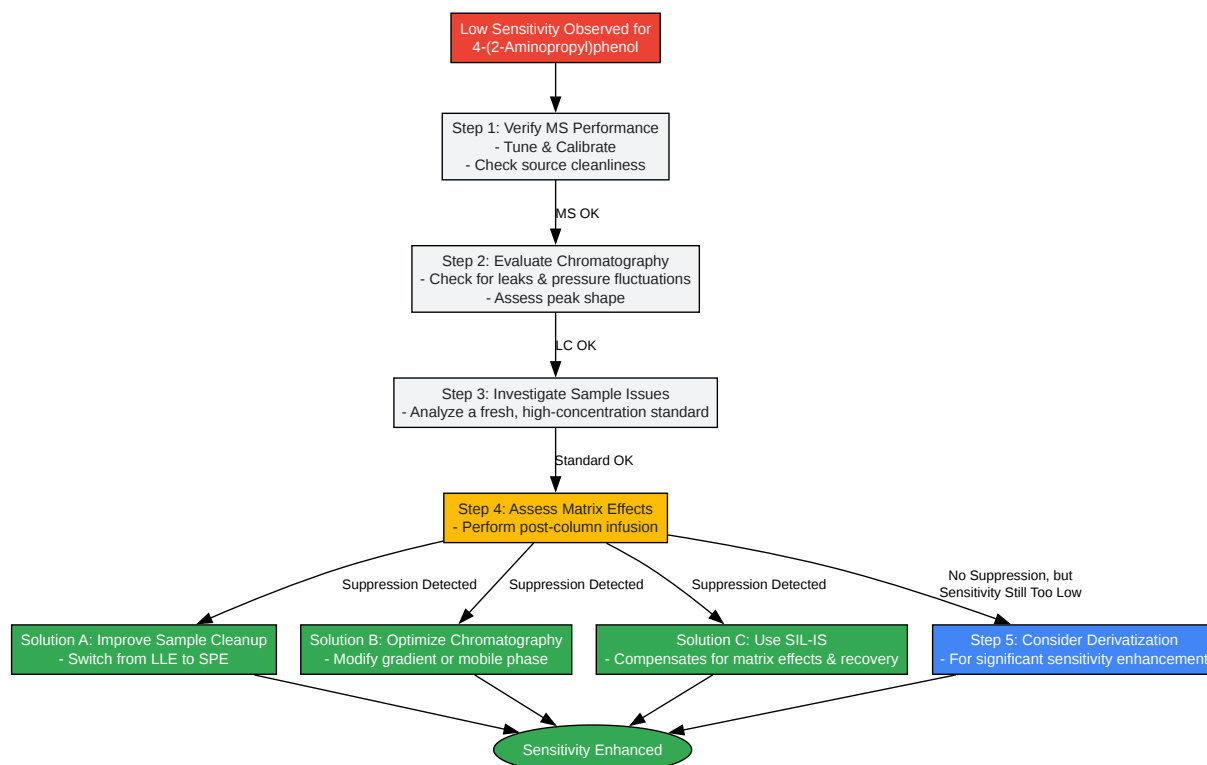 Low Sensitivity Observed for
4-(2-Aminopropyl)phenol
Step 1: Verify MS Performance
- Tune & Calibrate
- Check source cleanliness
MS OK
Step 2: Evaluate Chromatography
- Check for leaks & pressure fluctuations
- Assess peak shape
LC OK
Step 3: Investigate Sample Issues
- Analyze a fresh, high-concentration standard
Standard OK
Step 4: Assess Matrix Effects
- Perform post-column infusion
Suppression Detected
Suppression Detected
Suppression Detected
No Suppression, but
Sensitivity Still Too Low
Solution A: Improve Sample Cleanup
- Switch from LLE to SPE
Solution B: Optimize Chromatography
- Modify gradient or mobile phase
Solution C: Use SIL-IS
- Compensates for matrix effects & recovery
Step 5: Consider Derivatization
- For significant sensitivity enhancement
Sensitivity Enhanced